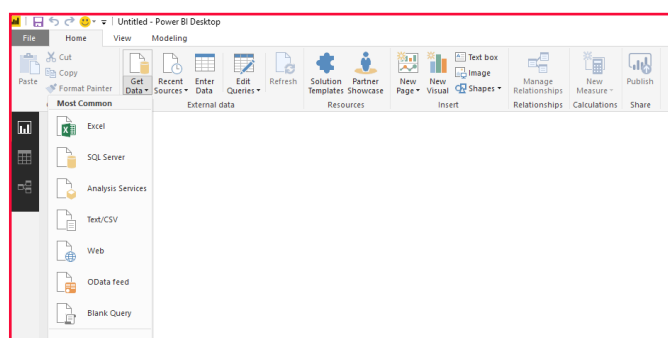 Untitled - Power BI Desktop
File Home View Modeling
Paste
Cut
Copy
Format Painter
Get Data
Recent Sources
Enter Data
Edit Queries
Refresh
Solution Templates
Partner Showcase
New Page
New Visual
Text box
Image
Shapes
Manage Relationships
New Measure
Publish
External data
Resources
Insert
Relationships
Calculations
Share
Most Common
Excel
SQL Server
Analysis Services
Text/CSV
Web
OData feed
Blank Query